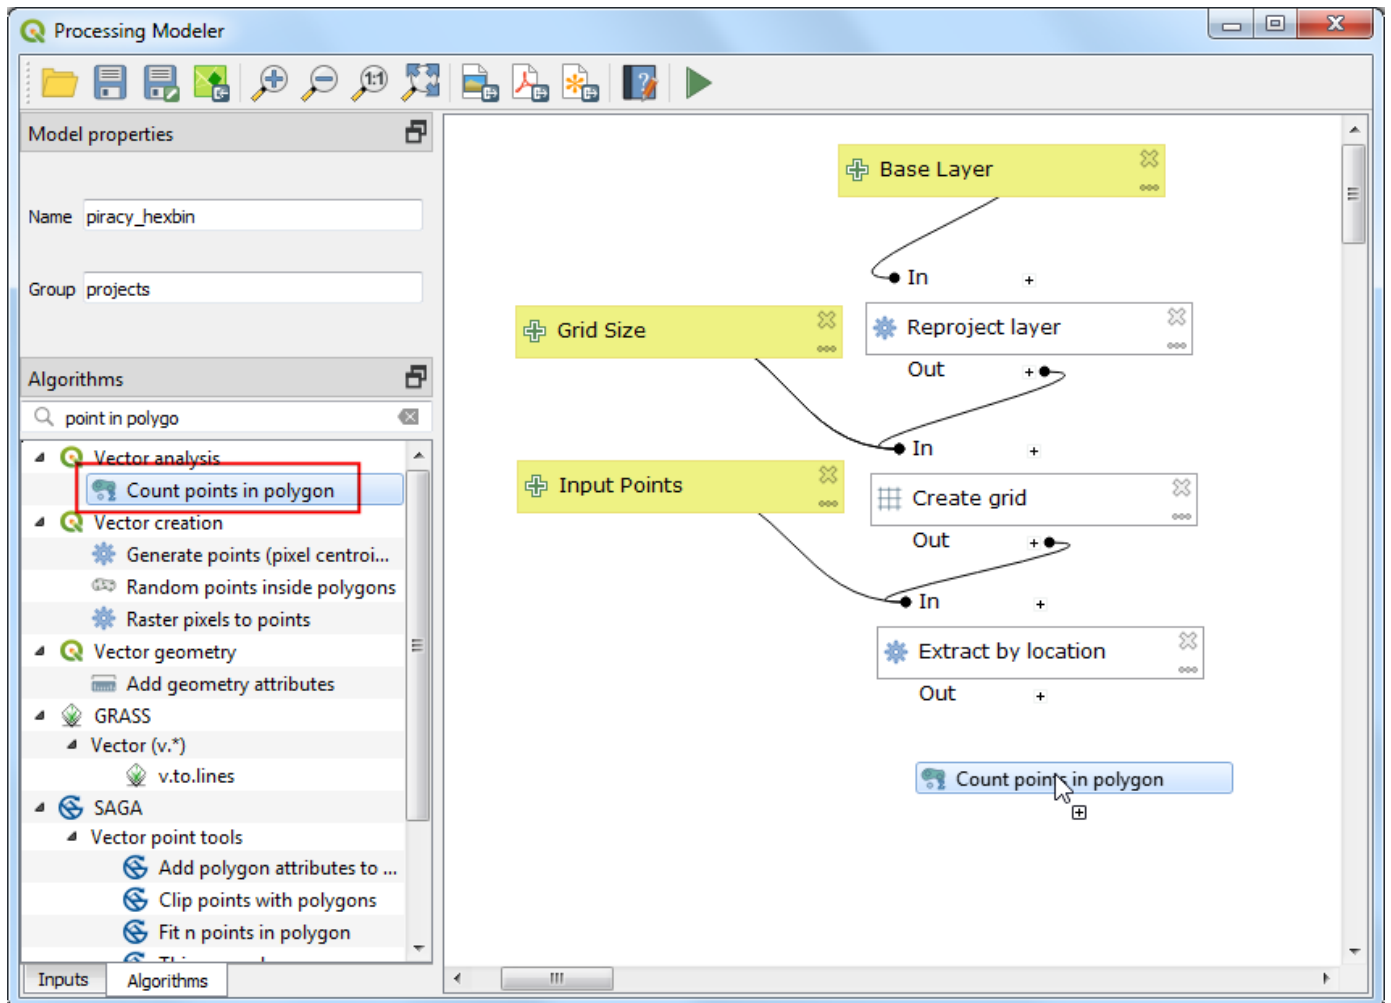 Processing Modeler
1:1
Model properties
Name piracy_hexbin
Group projects
Algorithms
point in polygo
Vector analysis
Count points in polygon
Vector creation
Generate points (pixel centroi...
Random points inside polygons
Raster pixels to points
Vector geometry
Add geometry attributes
GRASS
Vector (v.*)
v.to.lines
SAGA
Vector point tools
Add polygon attributes to ...
Clip points with polygons
Fit n points in polygon
Inputs
Algorithms
Base Layer
In
+
Grid Size
Reproject layer
Out
+
In
+
Input Points
Create grid
Out
+
In
+
Extract by location
Out
+
Count points in polygon